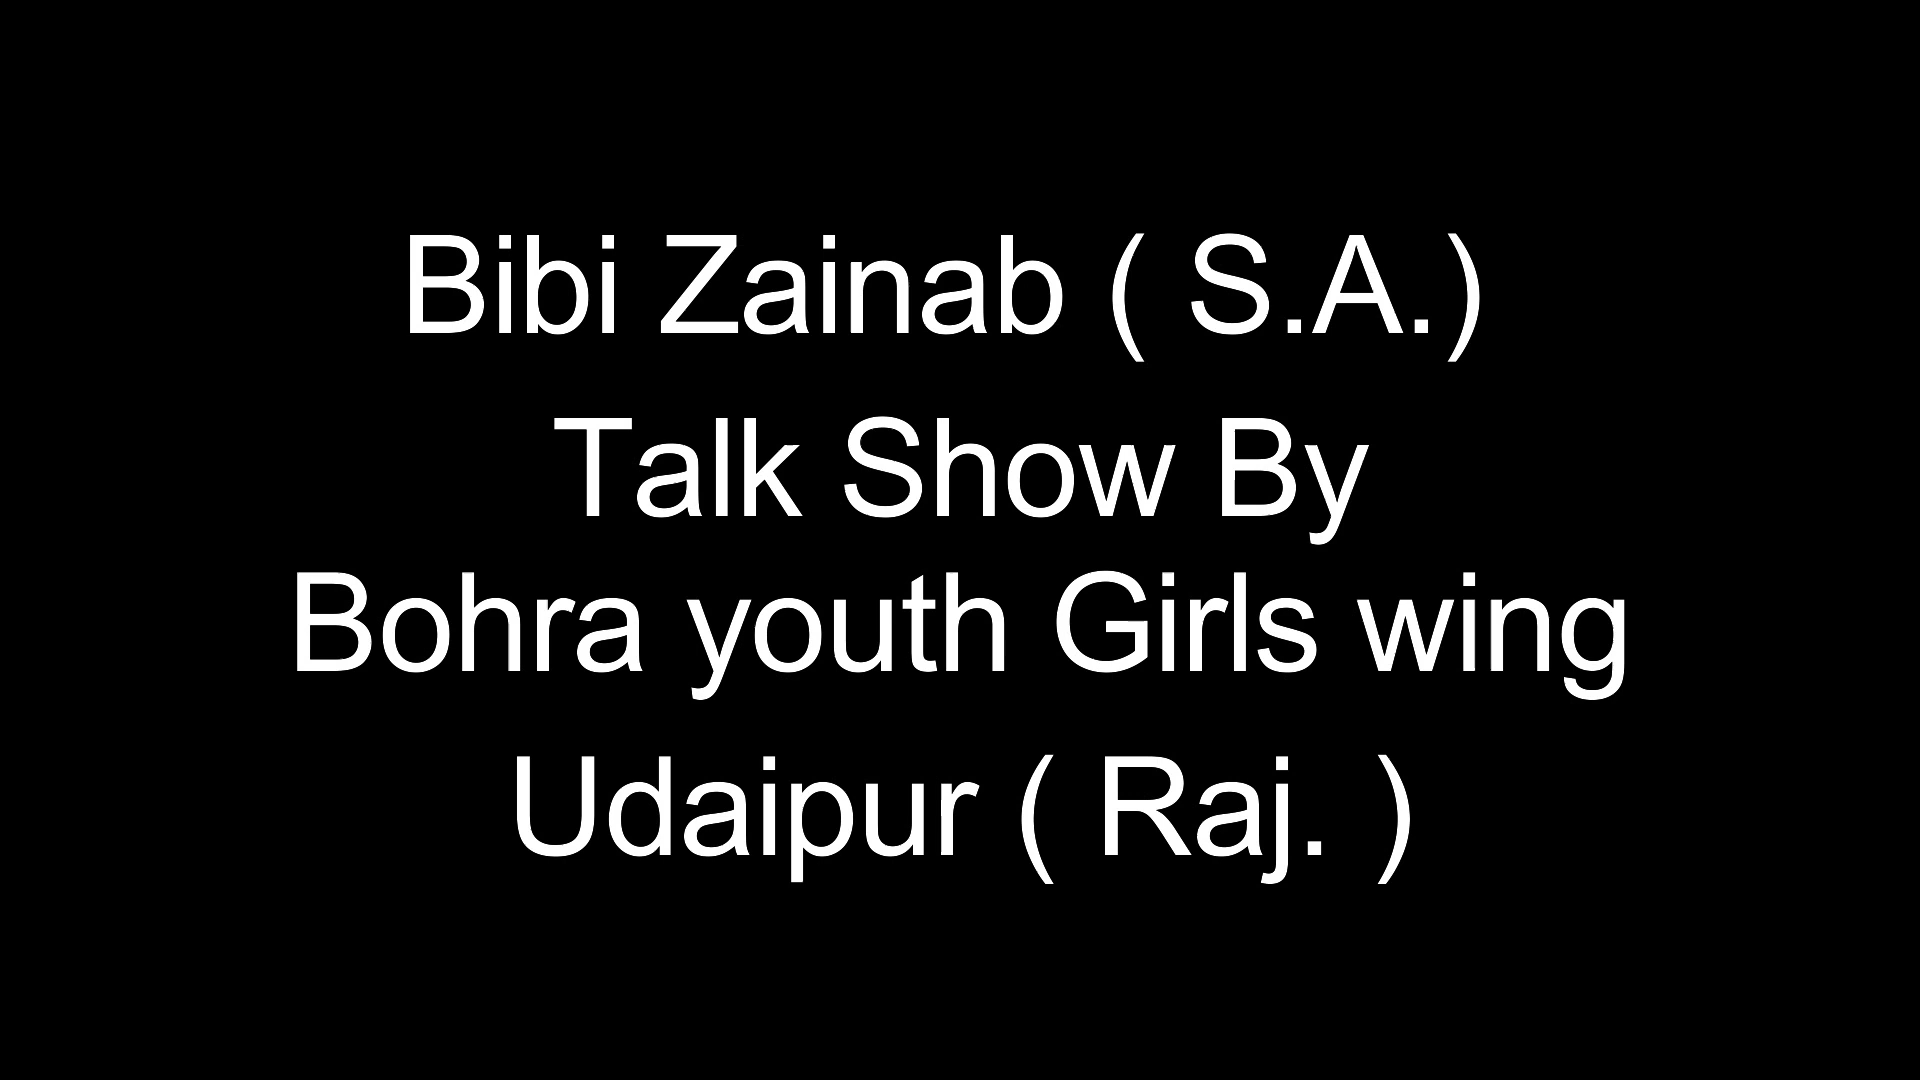 Bibi Zainab ( S.A.)
Talk Show By
Bohra youth Girls wing
Udaipur ( Raj. )